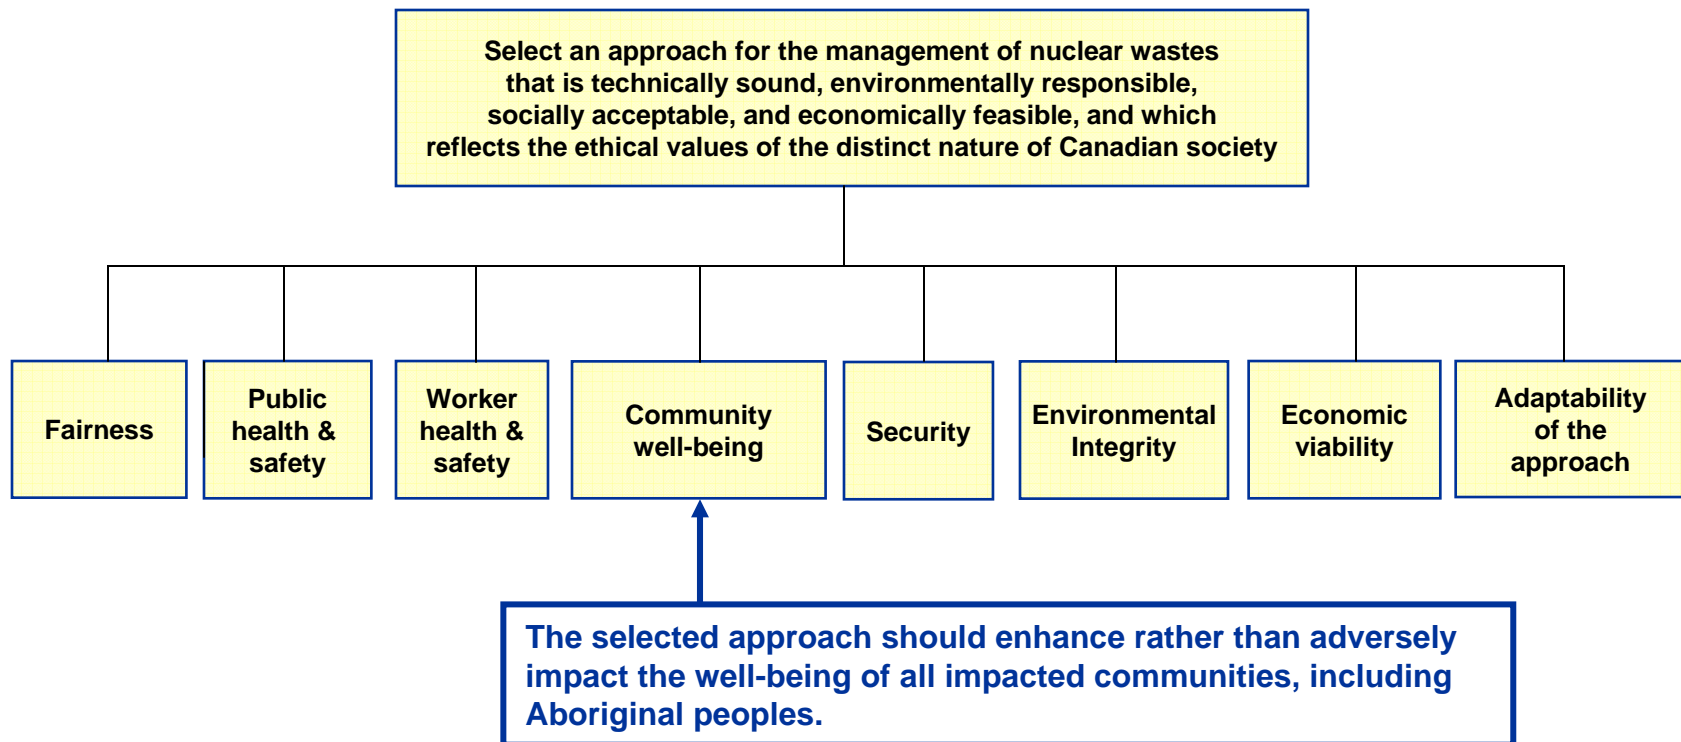 Select an approach for the management of nuclear wastes
that is technically sound, environmentally responsible,
socially acceptable, and economically feasible, and which
reflects the ethical values of the distinct nature of Canadian society
Fairness
Public
health &
safety
Worker
health &
safety
Community
well-being
Security
Environmental
Integrity
Economic
viability
Adaptability
of the
approach
The selected approach should enhance rather than adversely
impact the well-being of all impacted communities, including
Aboriginal peoples.